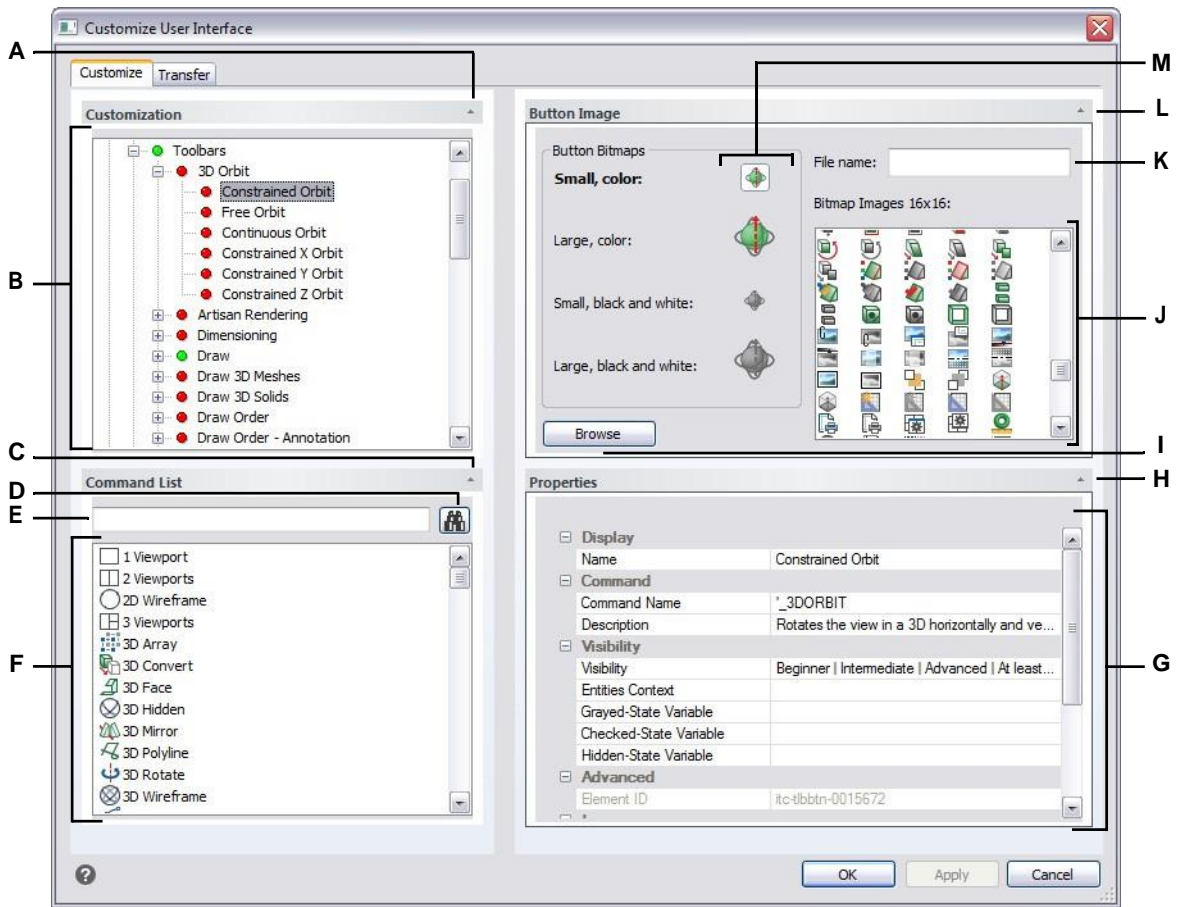 Customize User Interface
A
Customize
Transfer
M
Customization
Button Image
L
Toolbars
3D Orbit
Constrained Orbit
Free Orbit
Continuous Orbit
Constrained X Orbit
Constrained Y Orbit
Constrained Z Orbit
Artisan Rendering
Dimensioning
Draw
Draw 3D Meshes
Draw 3D Solids
Draw Order
Draw Order - Annotation
B
Button Bitmaps
Small, color:
Large, color:
Small, black and white:
Large, black and white:
File name:
K
Bitmap Images 16x16:
J
Browse
I
C
Command List
D
E
1 Viewport
2 Viewports
2D Wireframe
3 Viewports
3D Array
3D Convert
3D Face
3D Hidden
3D Mirror
3D Polyline
3D Rotate
3D Wireframe
F
Properties
H
Display
Name Constrained Orbit
Command
Command Name '_3DORBIT
Description Rotates the view in a 3D horizontally and ve...
Visibility
Visibility Beginner | Intermediate | Advanced | At least...
Entities Context
Grayed-State Variable
Checked-State Variable
Hidden-State Variable
Advanced
Element ID itc-tlbbtn-0015672
G
?
OK
Apply
Cancel